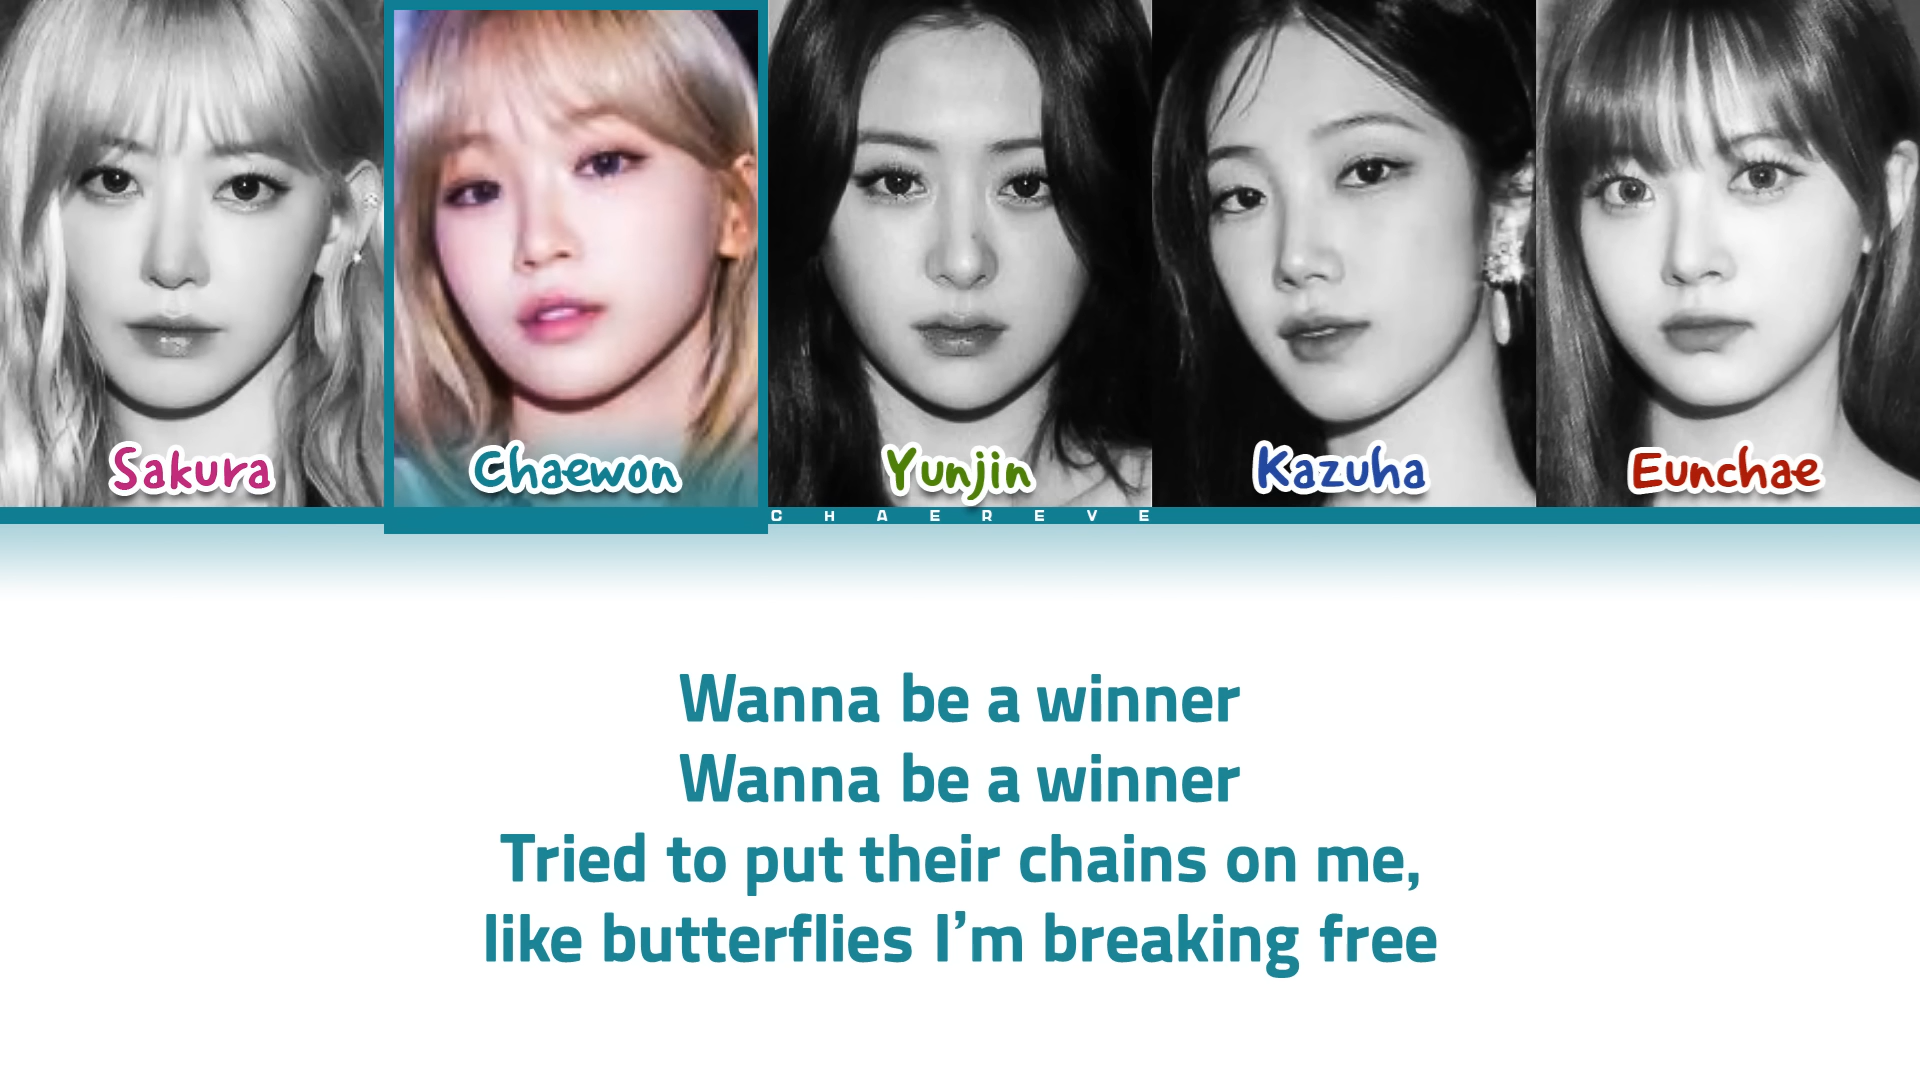 Sakura
Chaewon
Yunjin
Kazuha
Eunchae
CHAEREVE
Wanna be a winner
Wanna be a winner
Tried to put their chains on me,
like butterflies I’m breaking free